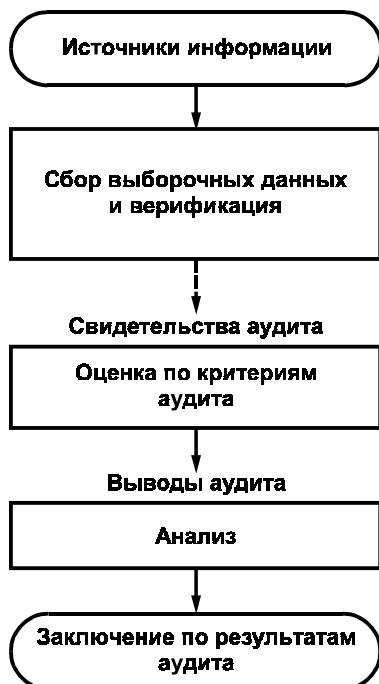 Источники информации
Сбор выборочных данных
и верификация
Свидетельства аудита
Оценка по критериям
аудита
Выводы аудита
Анализ
Заключение по результатам
аудита